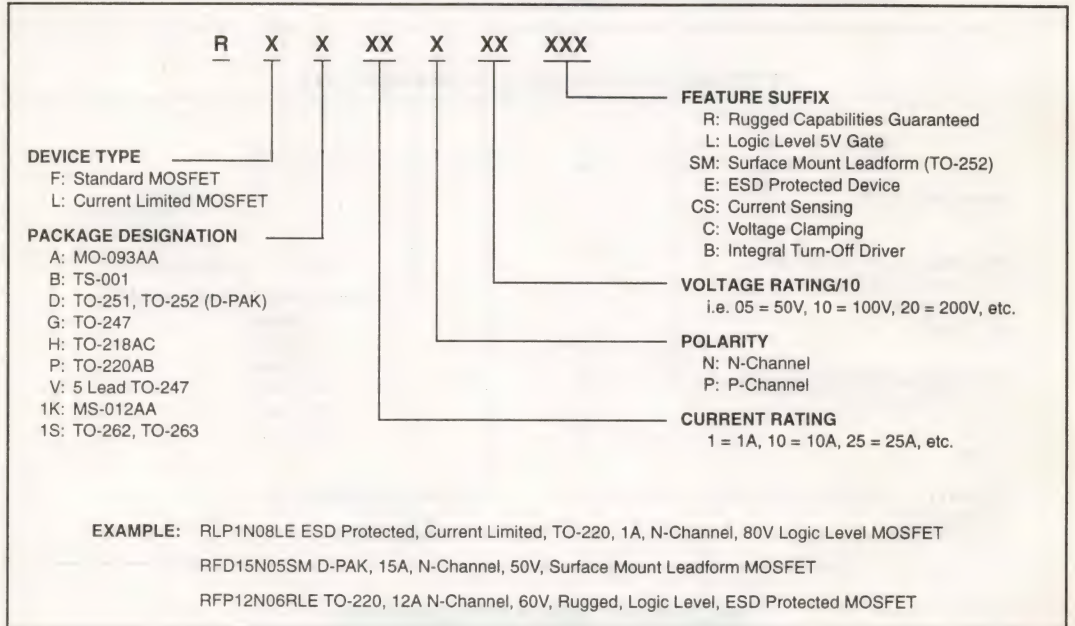 R X X XX X XX XXX
DEVICE TYPE
F: Standard MOSFET
L: Current Limited MOSFET
PACKAGE DESIGNATION
A: MO-093AA
B: TS-001
D: TO-251, TO-252 (D-PAK)
G: TO-247
H: TO-218AC
P: TO-220AB
V: 5 Lead TO-247
1K: MS-012AA
1S: TO-262, TO-263
FEATURE SUFFIX
R: Rugged Capabilities Guaranteed
L: Logic Level 5V Gate
SM: Surface Mount Leadform (TO-252)
E: ESD Protected Device
CS: Current Sensing
C: Voltage Clamping
B: Integral Turn-Off Driver
VOLTAGE RATING/10
i.e. 05 = 50V, 10 = 100V, 20 = 200V, etc.
POLARITY
N: N-Channel
P: P-Channel
CURRENT RATING
1 = 1A, 10 = 10A, 25 = 25A, etc.
EXAMPLE: RLP1N08LE ESD Protected, Current Limited, TO-220, 1A, N-Channel, 80V Logic Level MOSFET
RFD15N05SM D-PAK, 15A, N-Channel, 50V, Surface Mount Leadform MOSFET
RFP12N06RLE TO-220, 12A N-Channel, 60V, Rugged, Logic Level, ESD Protected MOSFET